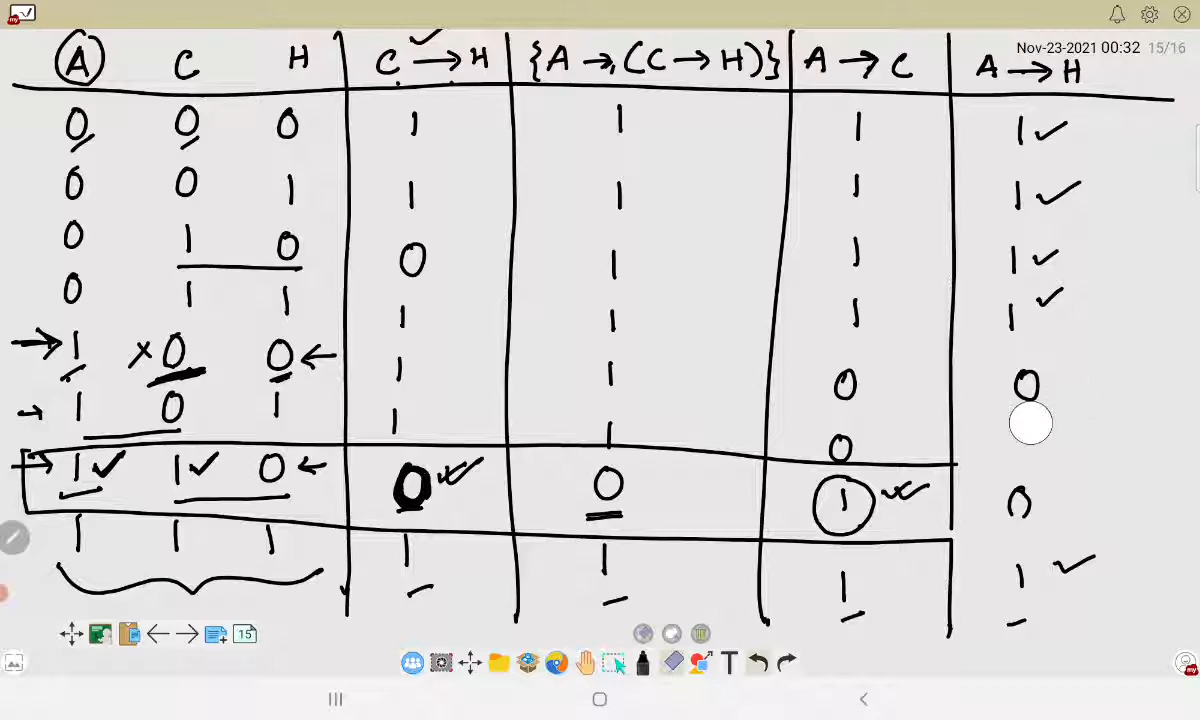 Nov-23-2021 00:32 15/16
A C H C → H {A → (C → H)} A → C A → H
0 0 0 1 1 1 1 ✓
0 0 1 1 1 1 1 ✓
0 1 0 0 1 1 1 ✓
0 1 1 1 1 1 1 ✓
→ 1 × 0 0 ← 1 1 0 0
→ 1 0 1 1 1 0
→ 1 ✓ 1 ✓ 0 ← 0 ✓ 0 1 ✓ 0
1 1 1 1 1 1 1 ✓
15
T
my
my